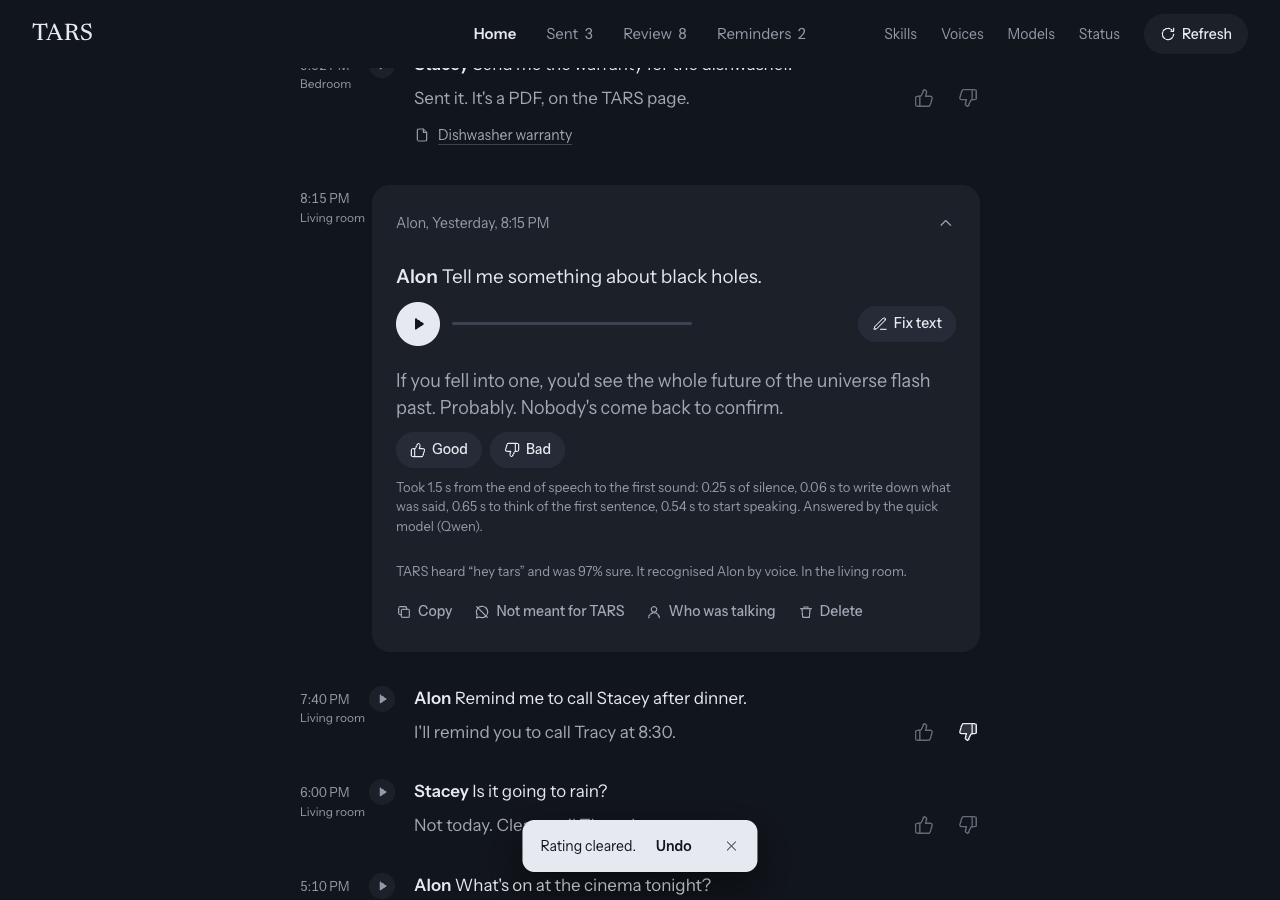 TARS
Home
Sent 3
Review 8
Reminders 2
Skills
Voices
Models
Status
Refresh
Bedroom
Stacey Send me the warranty for the dishwasher.
Sent it. It's a PDF, on the TARS page.
Dishwasher warranty
8:15 PM
Living room
Alon, Yesterday, 8:15 PM
Alon Tell me something about black holes.
Fix text
If you fell into one, you'd see the whole future of the universe flash
past. Probably. Nobody's come back to confirm.
Good
Bad
Took 1.5 s from the end of speech to the first sound: 0.25 s of silence, 0.06 s to write down what
was said, 0.65 s to think of the first sentence, 0.54 s to start speaking. Answered by the quick
model (Qwen).
TARS heard “hey tars” and was 97% sure. It recognised Alon by voice. In the living room.
Copy
Not meant for TARS
Who was talking
Delete
7:40 PM
Living room
Alon Remind me to call Stacey after dinner.
I'll remind you to call Tracy at 8:30.
6:00 PM
Living room
Stacey Is it going to rain?
Not today.
Rating cleared.
Undo
5:10 PM
Alon What's on at the cinema tonight?